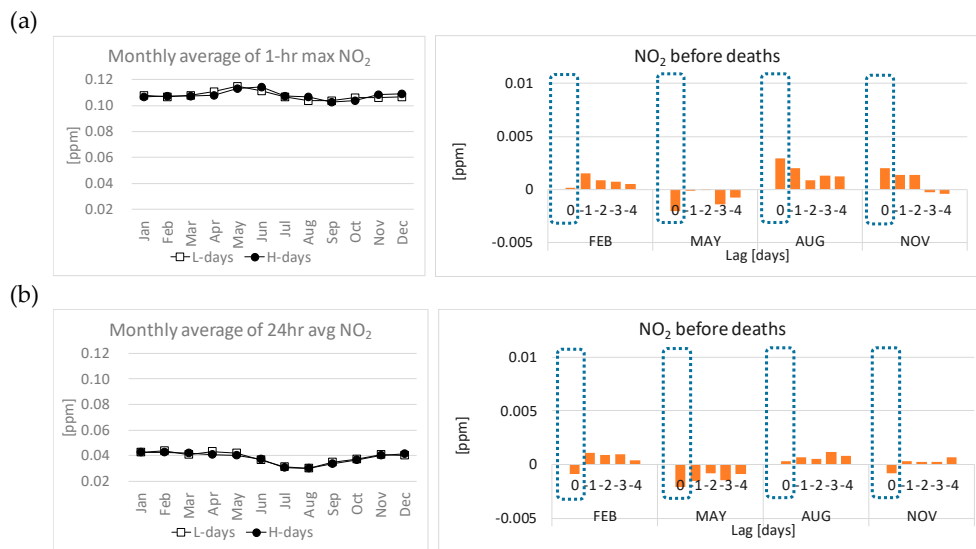 (a)
Monthly average of 1-hr max NO₂
[ppm]
0.12
0.10
0.08
0.06
0.04
0.02
Jan Feb Mar Apr May Jun Jul Aug Sep Oct Nov Dec
L-days H-days
NO₂ before deaths
[ppm]
0.01
0.005
0
-0.005
0 -1 -2 -3 -4 0 -1 -2 -3 -4 0 -1 -2 -3 -4 0 -1 -2 -3 -4
FEB MAY AUG NOV
Lag [days]
(b)
Monthly average of 24hr avg NO₂
[ppm]
0.12
0.10
0.08
0.06
0.04
0.02
Jan Feb Mar Apr May Jun Jul Aug Sep Oct Nov Dec
L-days H-days
NO₂ before deaths
[ppm]
0.01
0.005
0
-0.005
0 -1 -2 -3 -4 0 -1 -2 -3 -4 0 -1 -2 -3 -4 0 -1 -2 -3 -4
FEB MAY AUG NOV
Lag [days]